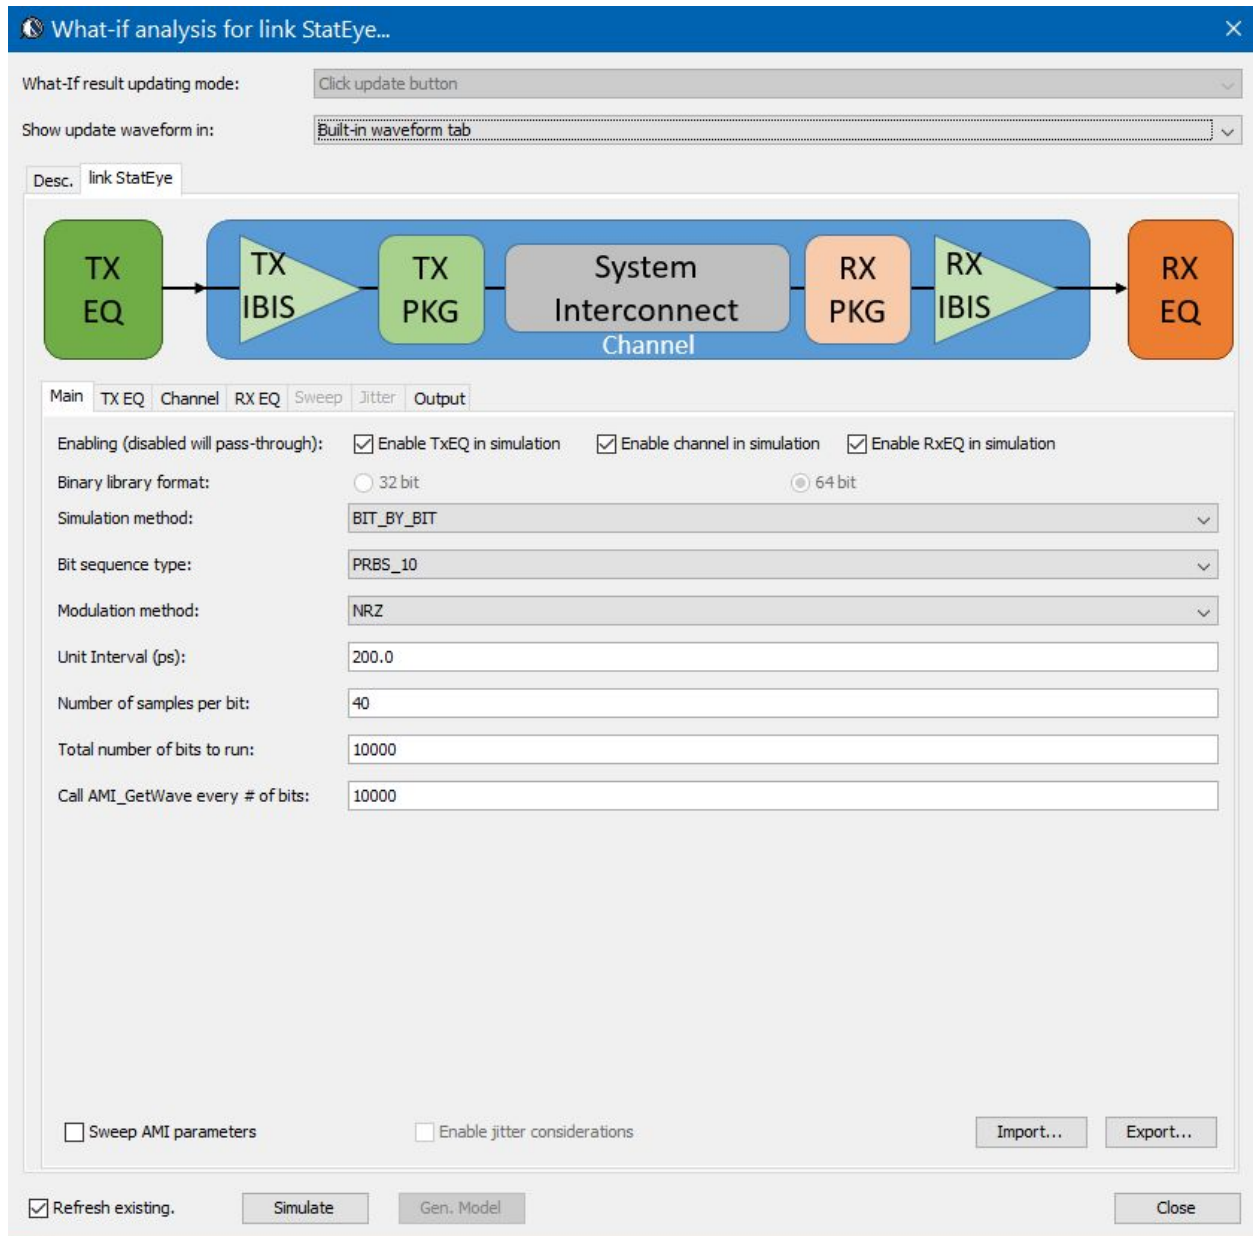 What-if analysis for link StatEye...
What-If result updating mode: Click update button
Show update waveform in: Built-in waveform tab
Desc. link StatEye
TX EQ
TX IBIS
TX PKG
System Interconnect
RX PKG
RX IBIS
RX EQ
Channel
Main TX EQ Channel RX EQ Sweep Jitter Output
Enabling (disabled will pass-through): Enable TxEQ in simulation Enable channel in simulation Enable RxEQ in simulation
Binary library format: 32 bit 64 bit
Simulation method: BIT_BY_BIT
Bit sequence type: PRBS_10
Modulation method: NRZ
Unit Interval (ps): 200.0
Number of samples per bit: 40
Total number of bits to run: 10000
Call AMI_GetWave every # of bits: 10000
Sweep AMI parameters Enable jitter considerations Import... Export...
Refresh existing. Simulate Gen. Model Close